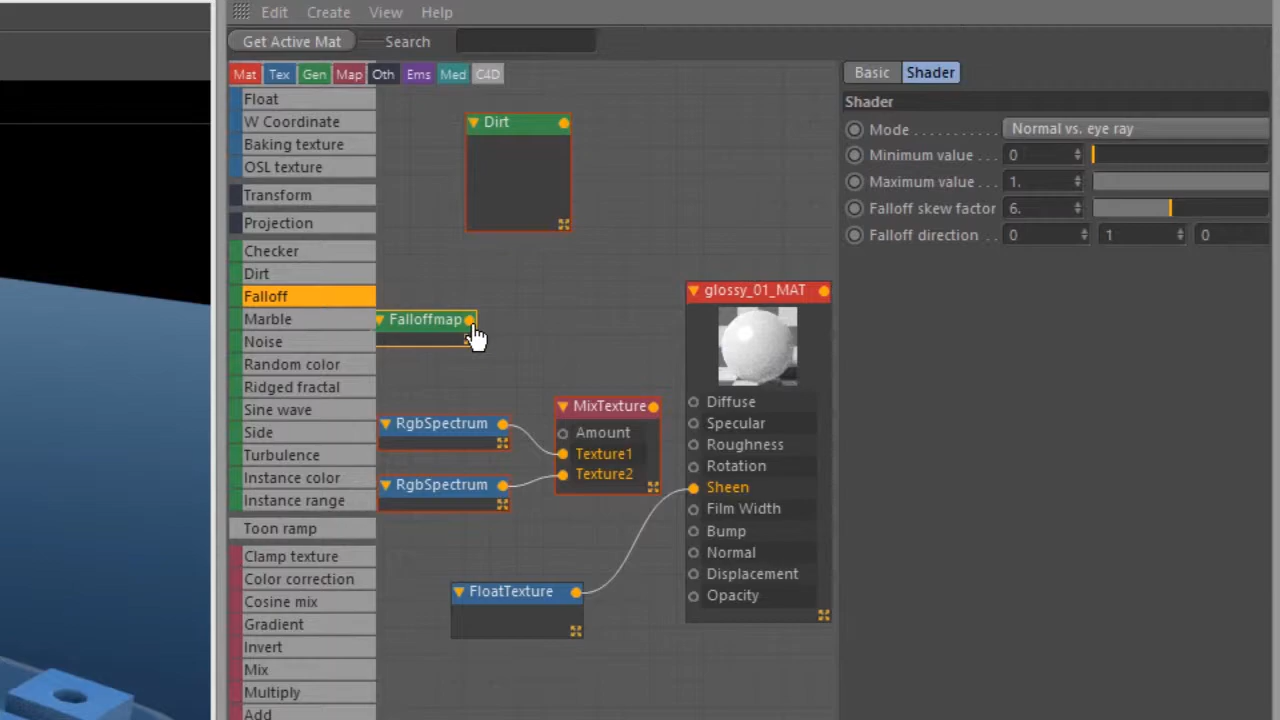 Edit Create View Help
Get Active Mat Search
Mat Tex Gen Map Oth Ems Med C4D
Float
W Coordinate
Baking texture
OSL texture
Transform
Projection
Checker
Dirt
Falloff
Marble
Noise
Random color
Ridged fractal
Sine wave
Side
Turbulence
Instance color
Instance range
Toon ramp
Clamp texture
Color correction
Cosine mix
Gradient
Invert
Mix
Multiply
Add
Dirt
Falloffmap
RgbSpectrum
RgbSpectrum
MixTexture
Amount
Texture1
Texture2
FloatTexture
glossy_01_MAT
Diffuse
Specular
Roughness
Rotation
Sheen
Film Width
Bump
Normal
Displacement
Opacity
Basic Shader
Shader
Mode . . . . . . . . . . . Normal vs. eye ray
Minimum value . . . 0
Maximum value . . . 1.
Falloff skew factor 6.
Falloff direction . . 0 1 0